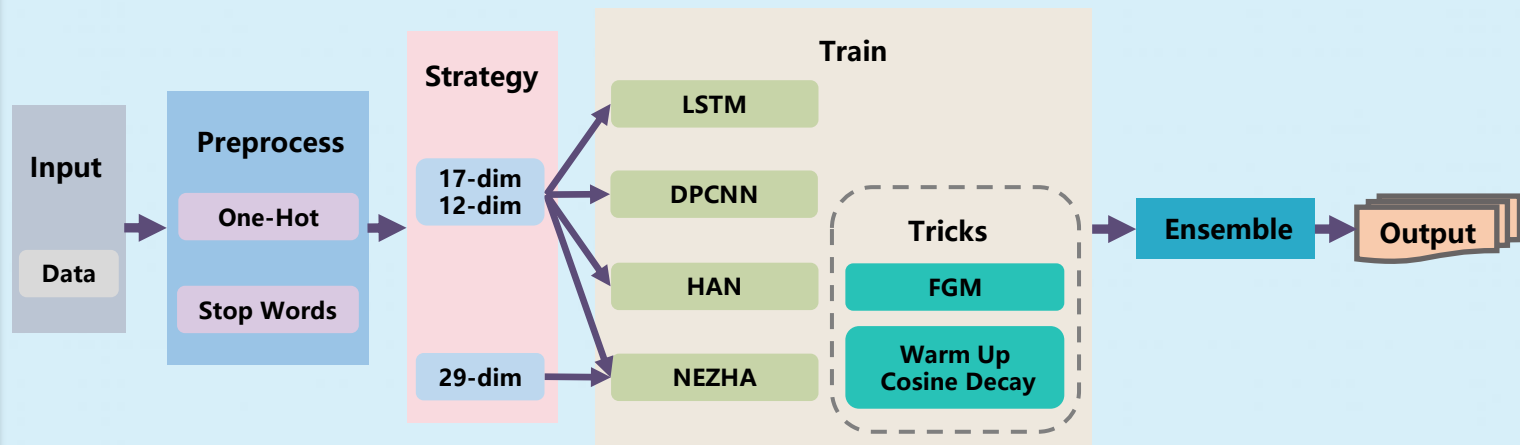 Input
Data
Preprocess
One-Hot
Stop Words
Strategy
17-dim
12-dim
29-dim
Train
LSTM
DPCNN
HAN
NEZHA
Tricks
FGM
Warm Up
Cosine Decay
Ensemble
Output